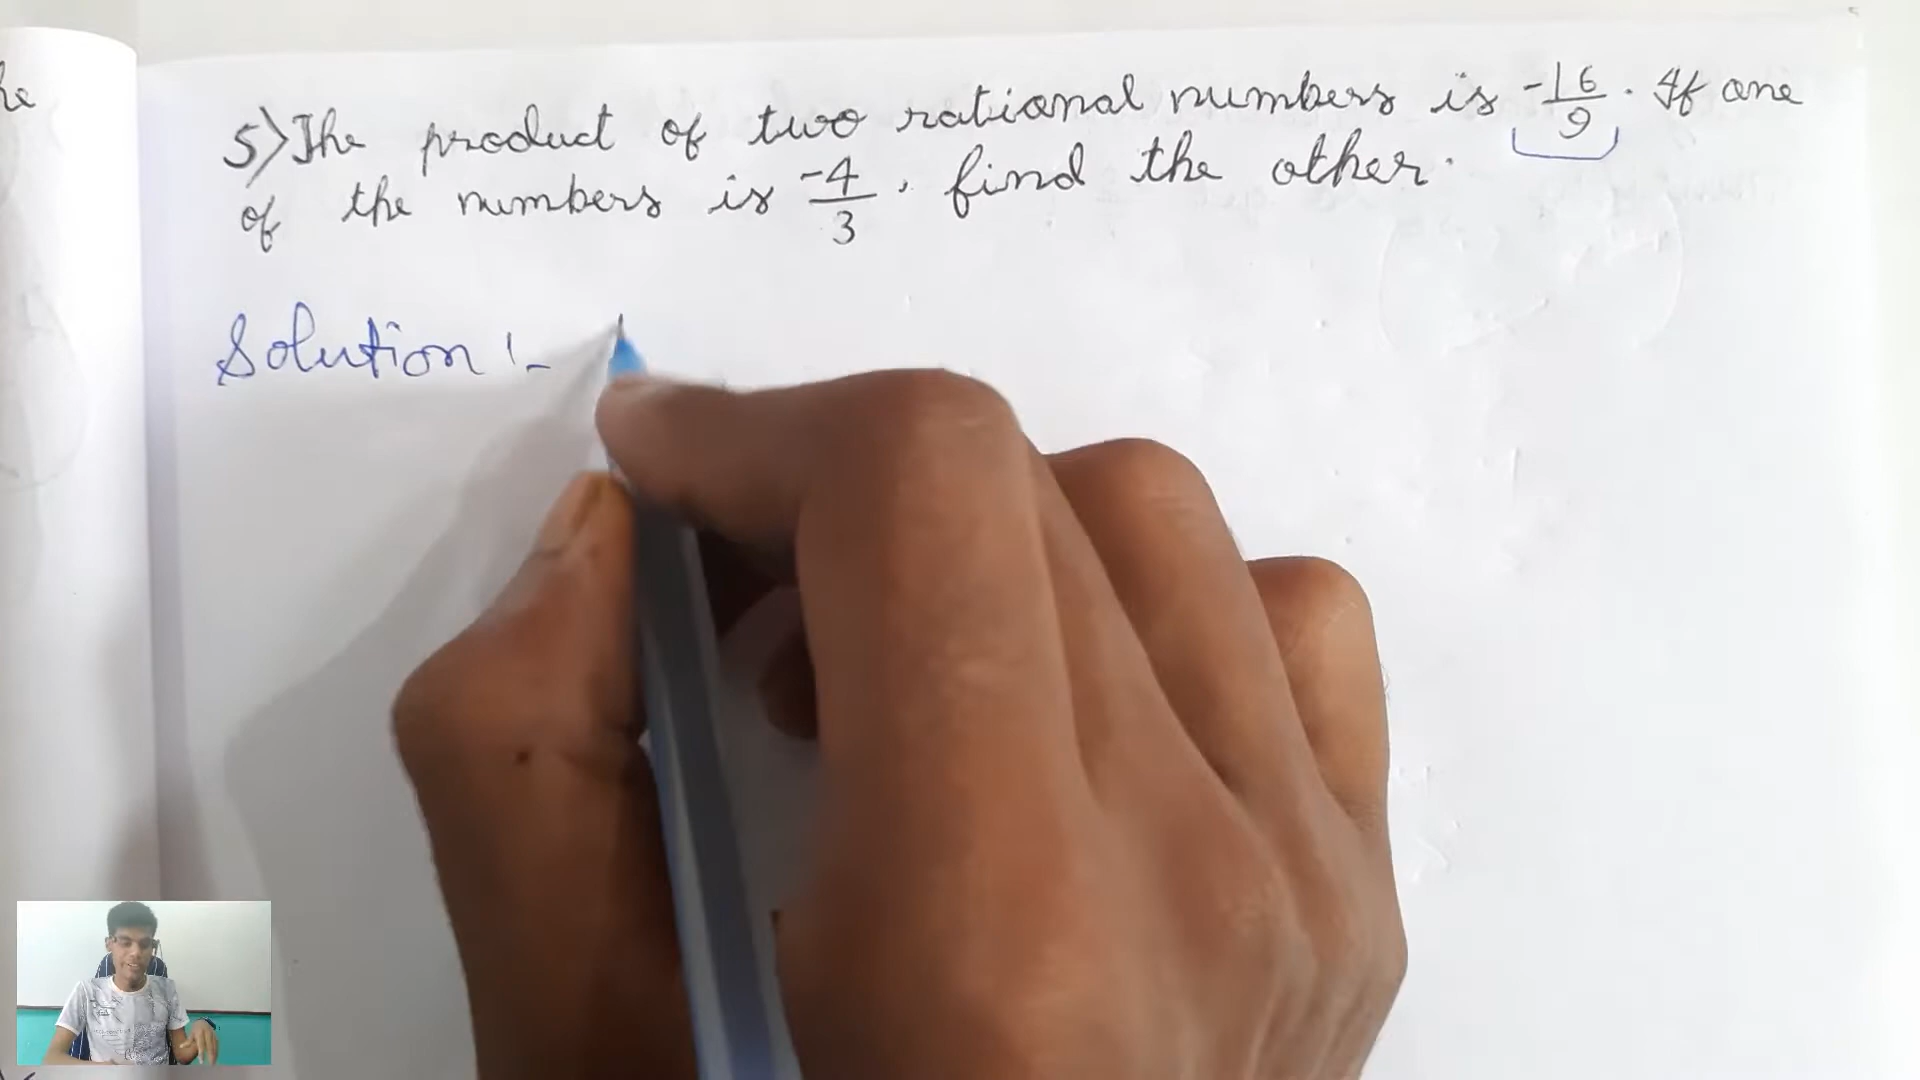 he
5) The product of two rational numbers is -16/9. If one
of the numbers is -4/3, find the other.
Solution :-